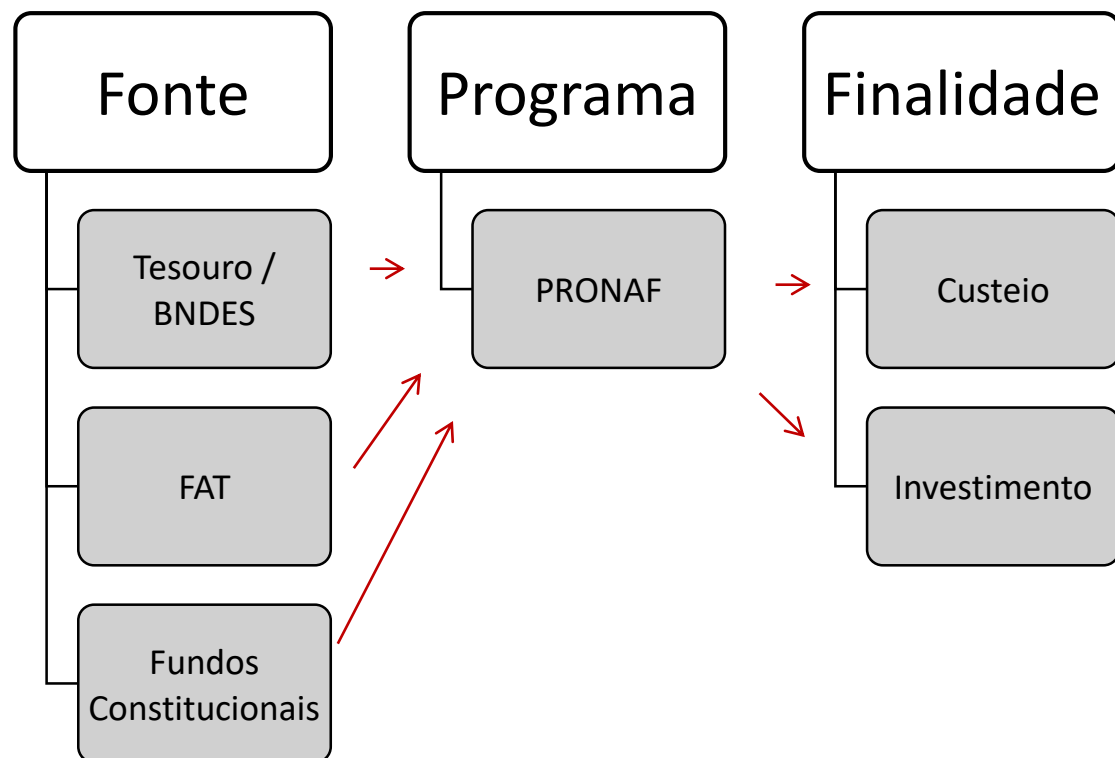 Fonte
Programa
Finalidade
Tesouro /
BNDES
PRONAF
Custeio
FAT
Investimento
Fundos
Constitucionais